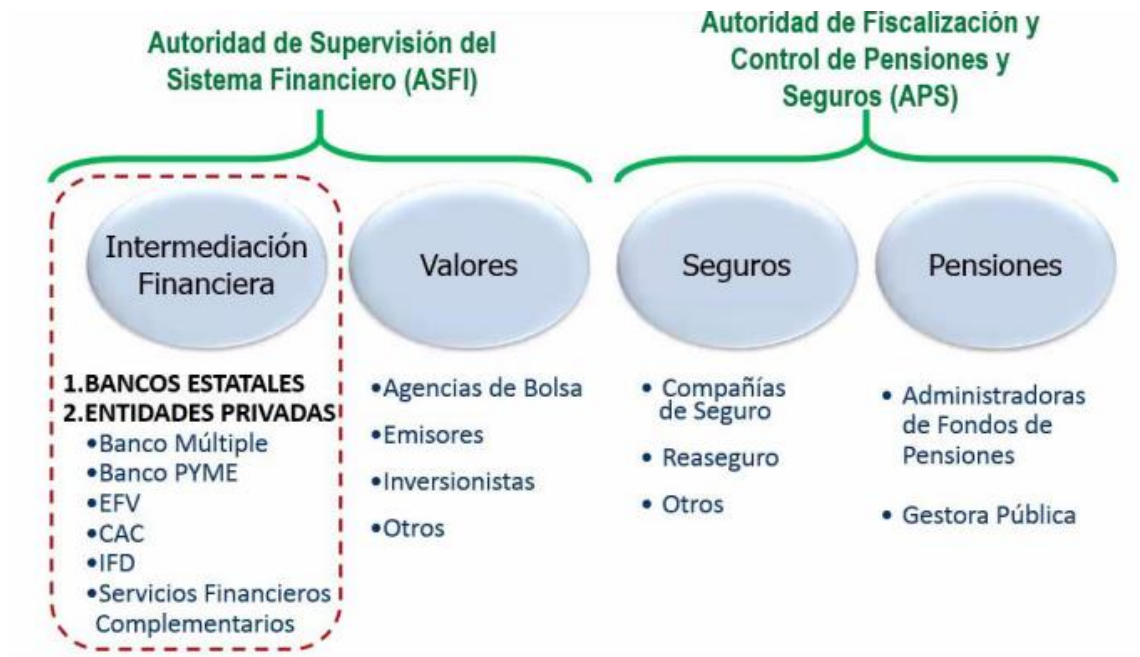 Autoridad de Supervisión del
Sistema Financiero (ASFI)
Autoridad de Fiscalización y
Control de Pensiones y
Seguros (APS)
Intermediación
Financiera
1.BANCOS ESTATALES
2.ENTIDADES PRIVADAS
•Banco Múltiple
•Banco PYME
•EFV
•CAC
•IFD
•Servicios Financieros
Complementarios
Valores
•Agencias de Bolsa
•Emisores
•Inversionistas
•Otros
Seguros
• Compañías
de Seguro
• Reaseguro
• Otros
Pensiones
• Administradoras
de Fondos de
Pensiones
• Gestora Pública